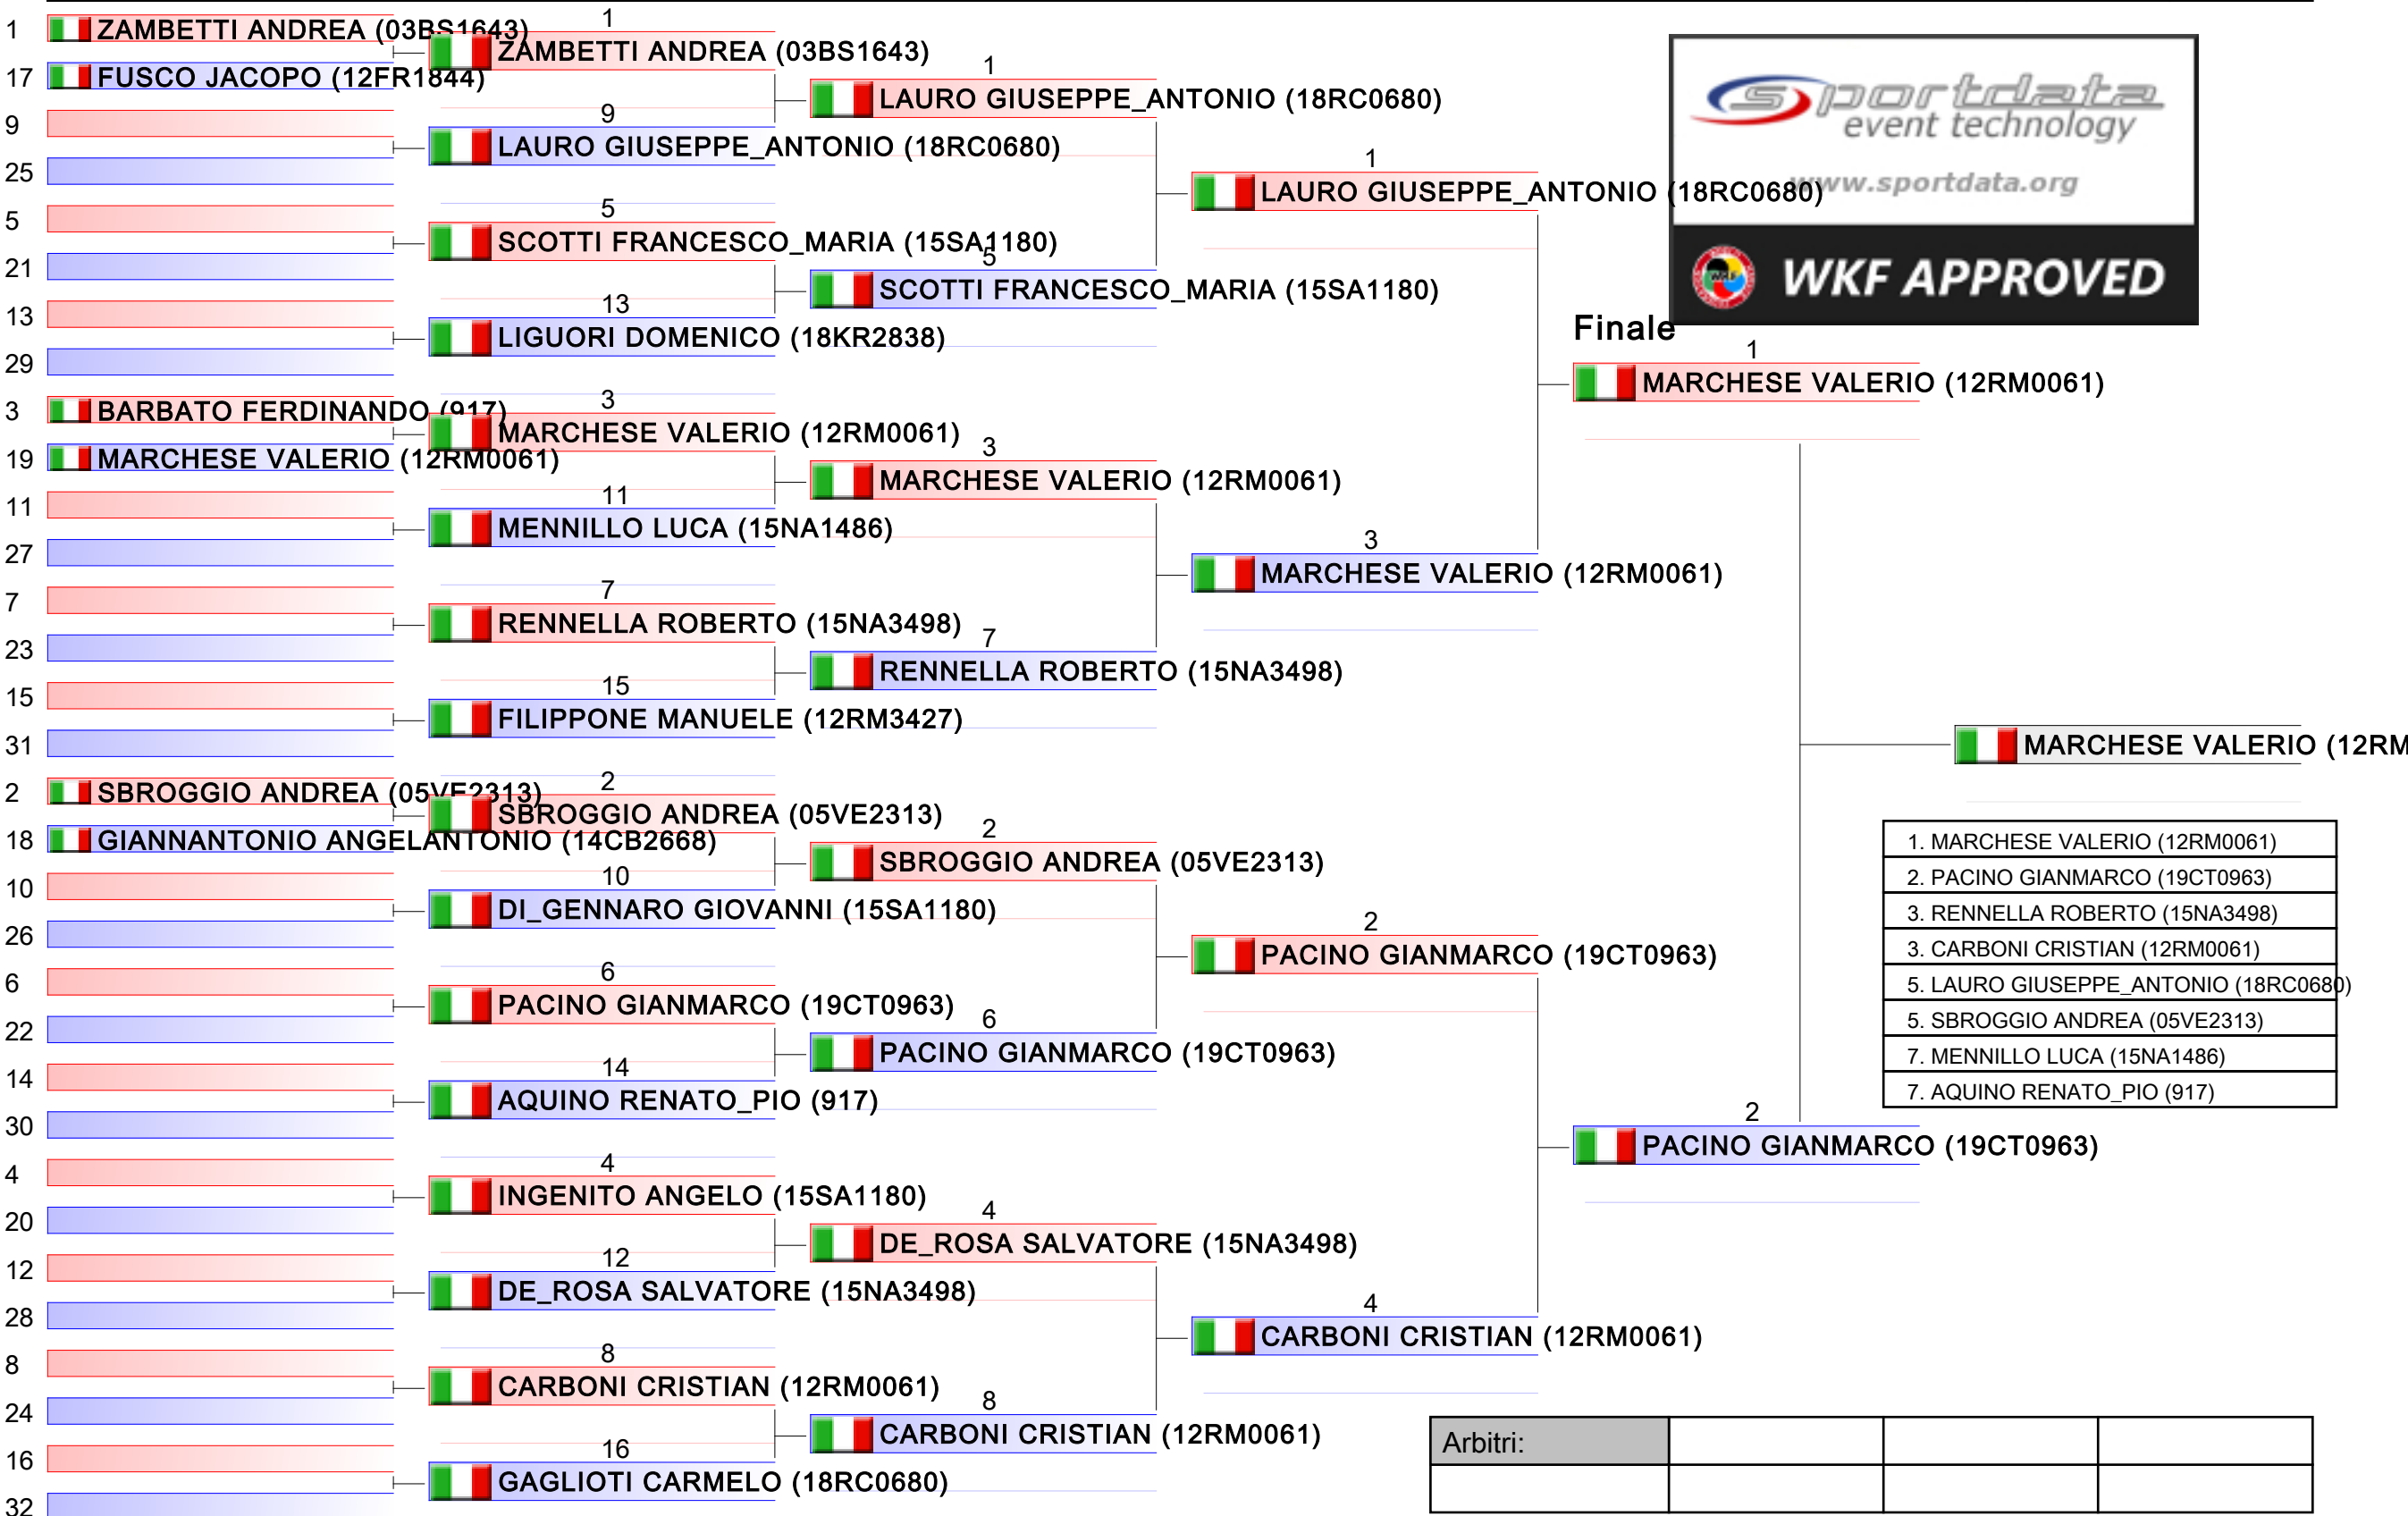 1 ZAMBETTI ANDREA (03BS1643)
17 FUSCO JACOPO (12FR1844)
9
25
5
21
13
29
3 BARBATO FERDINANDO (917)
19 MARCHESE VALERIO (12RM0061)
11
27
7
23
15
31
2 SBROGGIO ANDREA (05VE2313)
18 GIANNANTONIO ANGELANTONIO (14CB2668)
10
26
6
22
14
30
4
20
12
28
8
24
16
32
1
ZAMBETTI ANDREA (03BS1643)
9
LAURO GIUSEPPE_ANTONIO (18RC0680)
5
SCOTTI FRANCESCO_MARIA (15SA1180)
13
LIGUORI DOMENICO (18KR2838)
3
MARCHESE VALERIO (12RM0061)
11
MENNILLO LUCA (15NA1486)
7
RENNELLA ROBERTO (15NA3498)
15
FILIPPONE MANUELE (12RM3427)
2
SBROGGIO ANDREA (05VE2313)
10
DI_GENNARO GIOVANNI (15SA1180)
6
PACINO GIANMARCO (19CT0963)
14
AQUINO RENATO_PIO (917)
4
INGENITO ANGELO (15SA1180)
12
DE_ROSA SALVATORE (15NA3498)
8
CARBONI CRISTIAN (12RM0061)
16
GAGLIOTI CARMELO (18RC0680)
1
LAURO GIUSEPPE_ANTONIO (18RC0680)
5
SCOTTI FRANCESCO_MARIA (15SA1180)
3
MARCHESE VALERIO (12RM0061)
7
RENNELLA ROBERTO (15NA3498)
2
SBROGGIO ANDREA (05VE2313)
6
PACINO GIANMARCO (19CT0963)
4
DE_ROSA SALVATORE (15NA3498)
8
CARBONI CRISTIAN (12RM0061)
1
LAURO GIUSEPPE_ANTONIO (18RC0680)
3
MARCHESE VALERIO (12RM0061)
2
PACINO GIANMARCO (19CT0963)
4
CARBONI CRISTIAN (12RM0061)
sportdata
event technology
www.sportdata.org
WKF APPROVED
Finale
1
MARCHESE VALERIO (12RM0061)
2
PACINO GIANMARCO (19CT0963)
MARCHESE VALERIO (12RM
1. MARCHESE VALERIO (12RM0061)
2. PACINO GIANMARCO (19CT0963)
3. RENNELLA ROBERTO (15NA3498)
3. CARBONI CRISTIAN (12RM0061)
5. LAURO GIUSEPPE_ANTONIO (18RC0680)
5. SBROGGIO ANDREA (05VE2313)
7. MENNILLO LUCA (15NA1486)
7. AQUINO RENATO_PIO (917)
Arbitri: